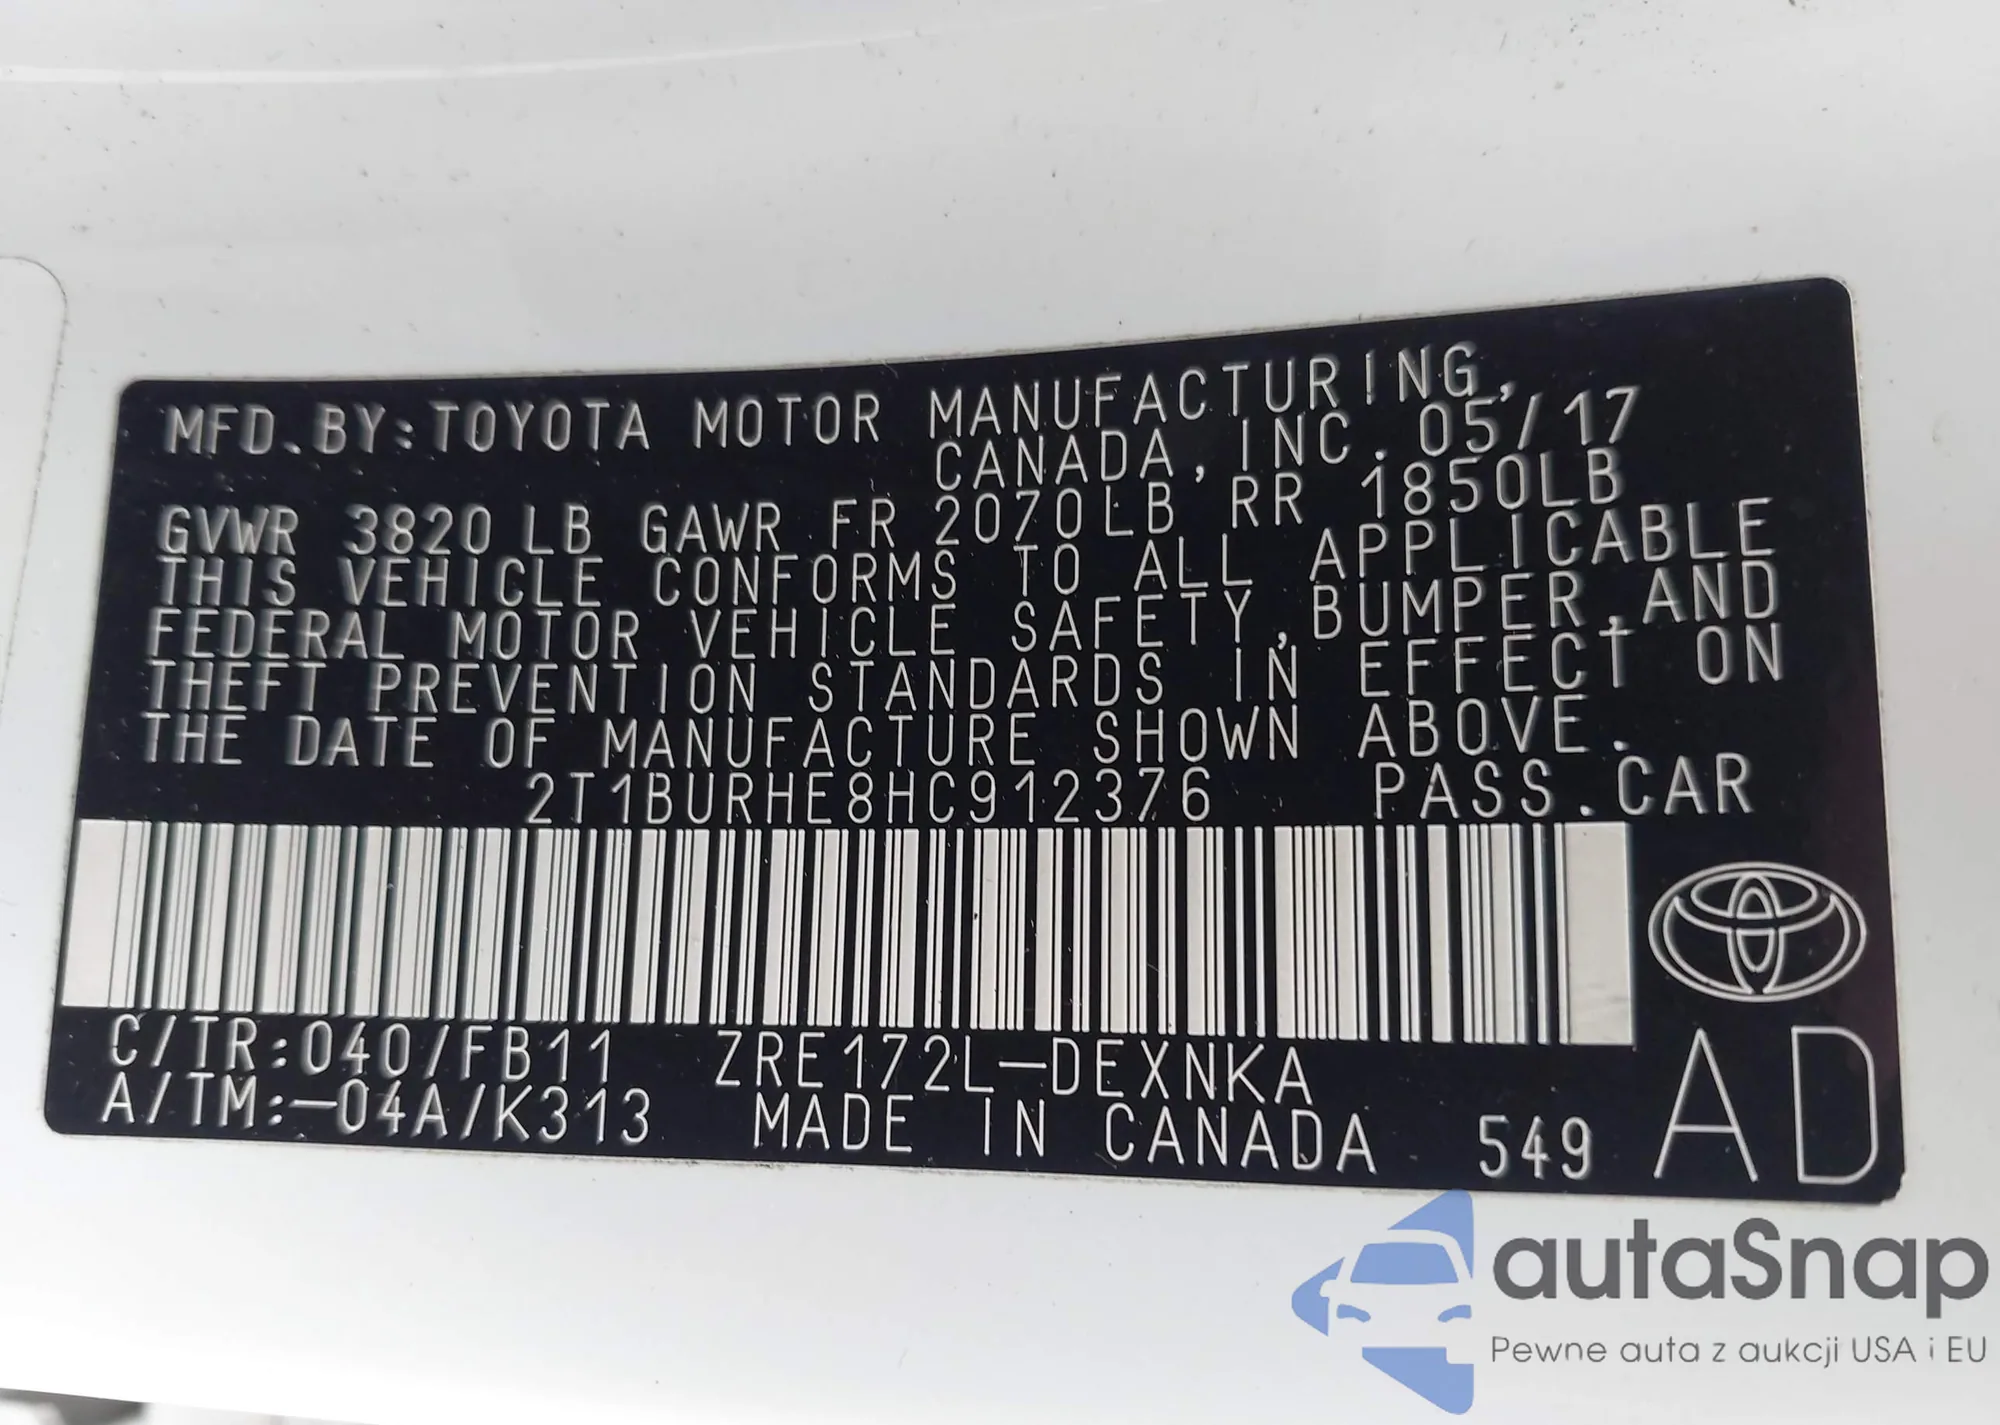 MFD. BY: TOYOTA MOTOR MANUFACTURING,
CANADA, INC. 05/17
GVWR 3820 LB GAWR FR 2070LB RR 1850LB
THIS VEHICLE CONFORMS TO ALL APPLICABLE
FEDERAL MOTOR VEHICLE SAFETY, BUMPER, AND
THEFT PREVENTION STANDARDS IN EFFECT ON
THE DATE OF MANUFACTURE SHOWN ABOVE.
2T1BURHE8HC912376 PASS. CAR
C/TR:040/FB11 ZRE172L-DEXNKA
A/TM:-04A/K313 MADE IN CANADA 549
AD
autaSnap
Pewne auta z aukcji USA i EU